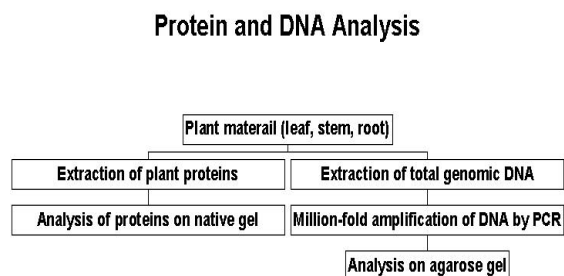 Protein and DNA Analysis
Plant materail (leaf, stem, root)
Extraction of plant proteins
Extraction of total genomic DNA
Analysis of proteins on native gel
Million-fold amplification of DNA by PCR
Analysis on agarose gel